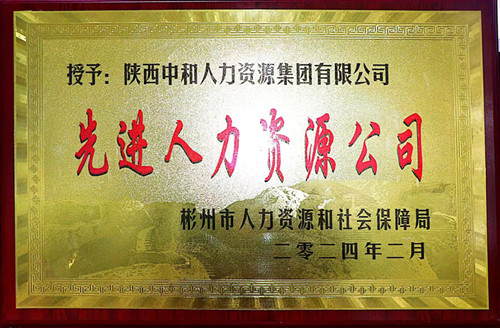 授予:陕西中和人力资源集团有限公司
先进人力资源公司
彬州市人力资源和社会保障局
二零二四年二月